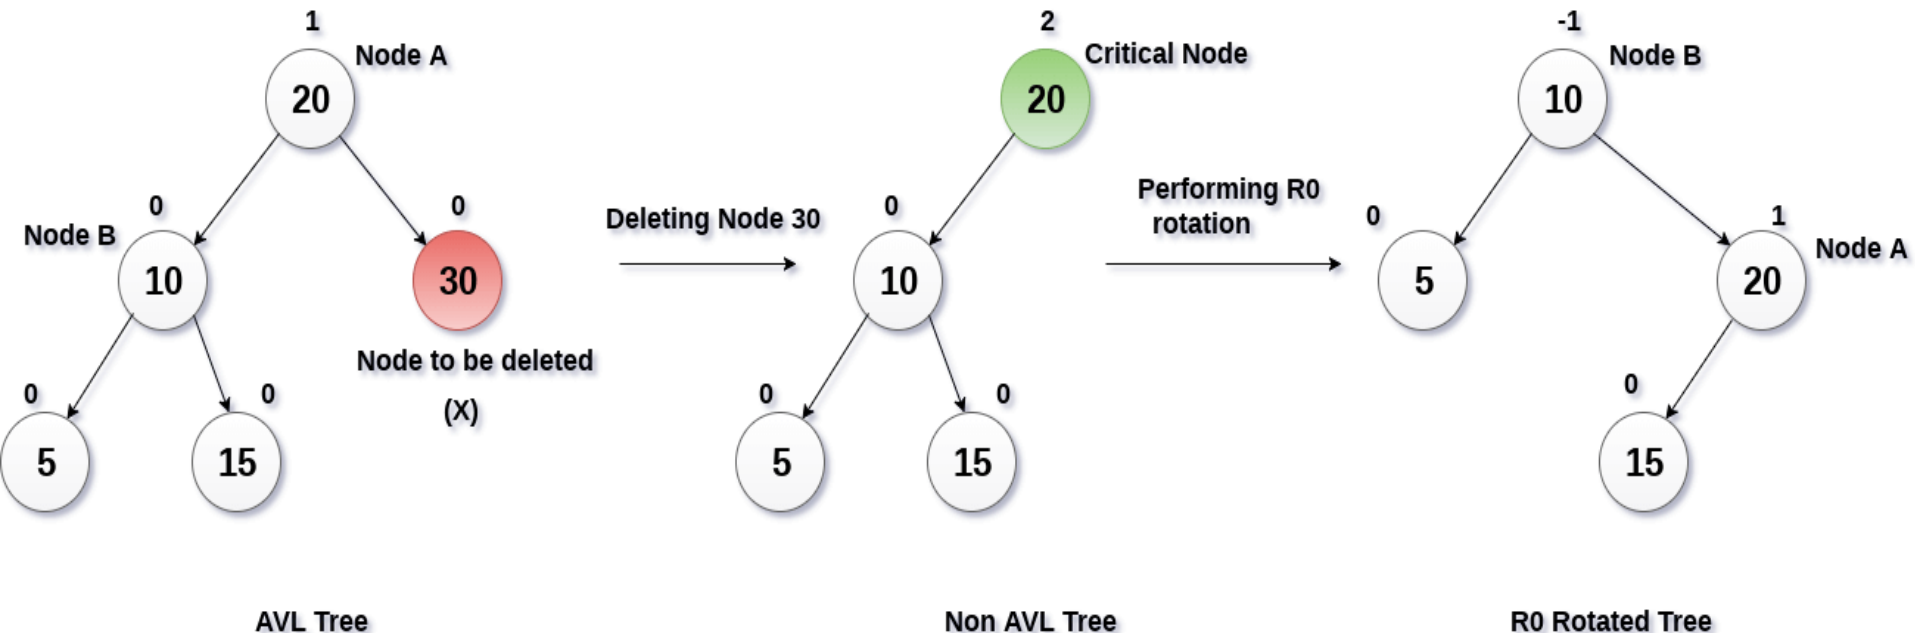 1
Node A
20
0
0
Node B
10
30
Node to be deleted
(X)
0
0
5
15
AVL Tree
Deleting Node 30
2
Critical Node
20
0
10
0
0
5
15
Non AVL Tree
Performing R0
rotation
-1
Node B
10
0
1
Node A
5
20
0
15
R0 Rotated Tree